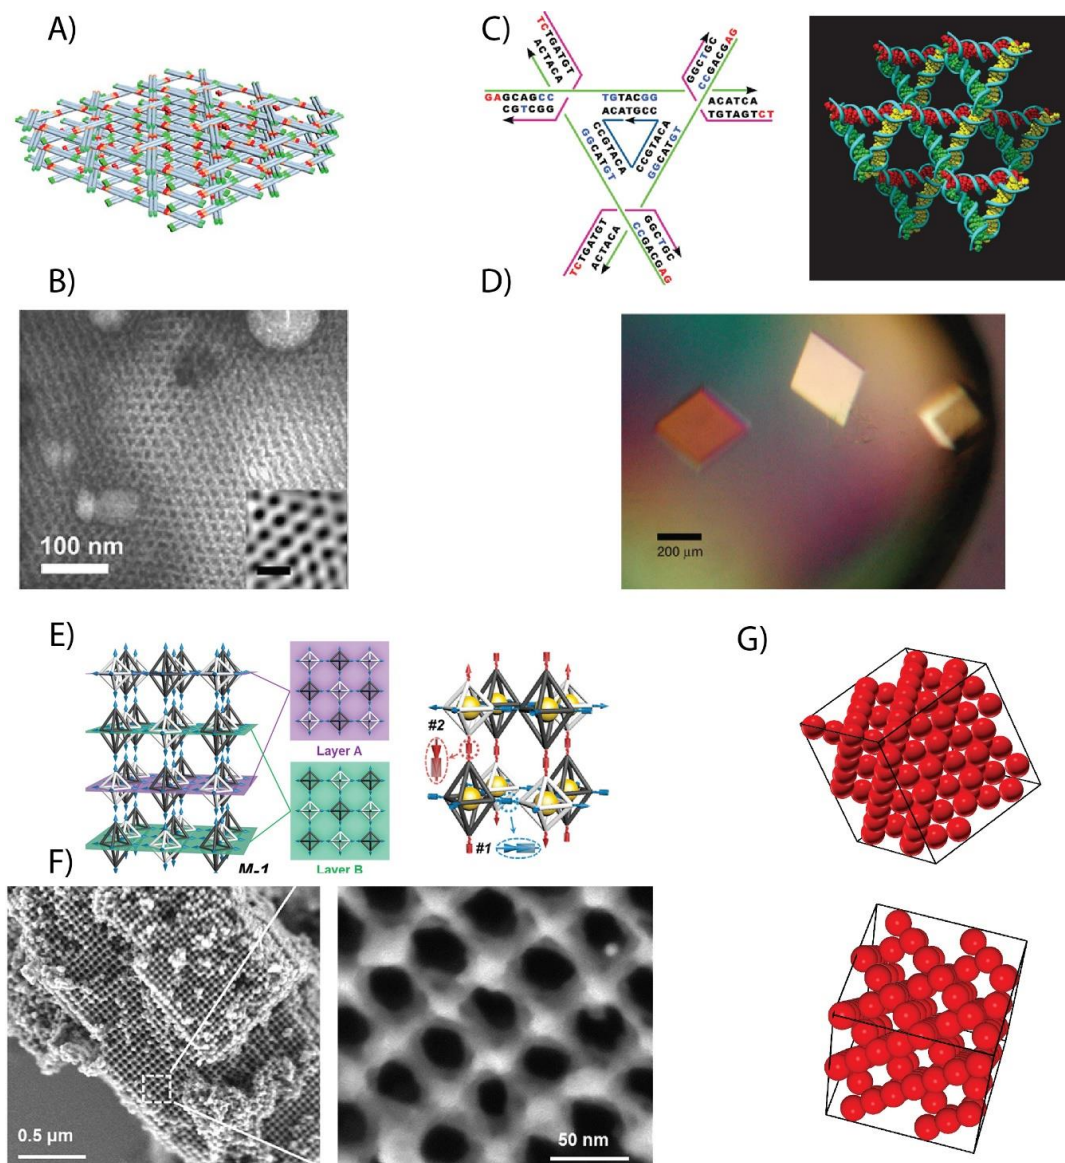 A)
C)
TCTGATGT
ACTACA
GAGCAGCC
CGTCGG
TGTACGG
ACATGCC
GGCTGC
CCGACGAG
ACATCA
TGTAGTCT
CCGTACA
GGCATGT
CCGTACA
GGCATGT
TCTGATGT
ACTACA
GGCTGC
CCGACGAG
B)
D)
100 nm
200 μm
E)
G)
Layer A
Layer B
M-1
#2
#1
F)
0.5 μm
50 nm